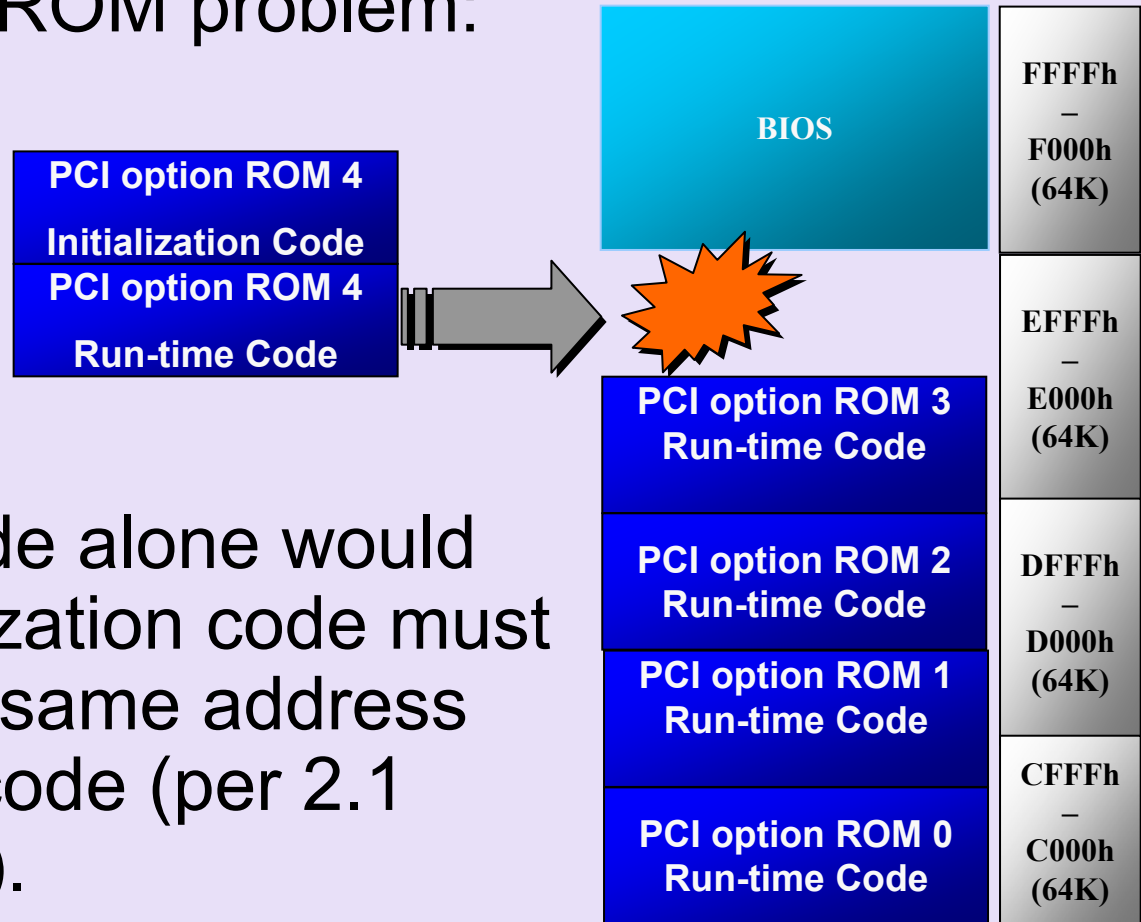 ROM problem:
PCI option ROM 4
Initialization Code
PCI option ROM 4
Run-time Code
de alone would
zation code must
same address
code (per 2.1
).
BIOS
PCI option ROM 3
Run-time Code
PCI option ROM 2
Run-time Code
PCI option ROM 1
Run-time Code
PCI option ROM 0
Run-time Code
FFFFh
–
F000h
(64K)
EFFFh
–
E000h
(64K)
DFFFh
–
D000h
(64K)
CFFFh
–
C000h
(64K)